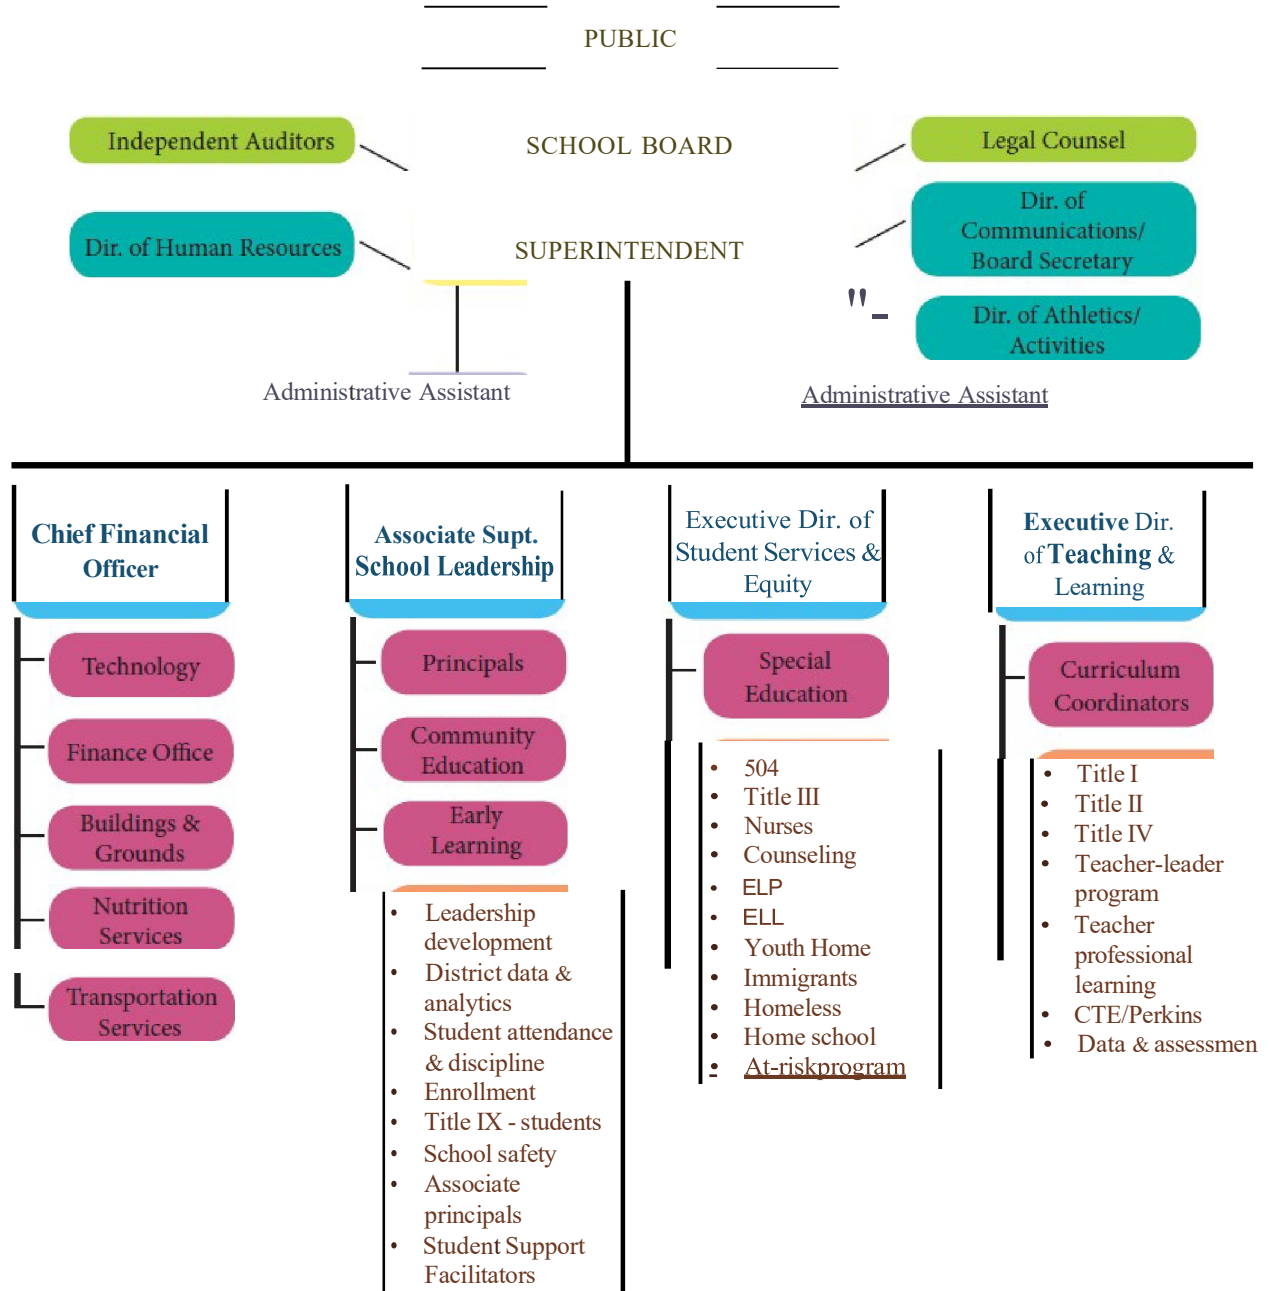 PUBLIC
Independent Auditors
SCHOOL BOARD
Legal Counsel
Dir. of Human Resources
SUPERINTENDENT
Dir. of
Communications/
Board Secretary
"-
Dir. of Athletics/
Activities
Administrative Assistant
Administrative Assistant
Chief Financial
Officer
Technology
Finance Office
Buildings &
Grounds
Nutrition
Services
Transportation
Services
Associate Supt.
School Leadership
Principals
Community
Education
Early
Learning
• Leadership
development
• District data &
analytics
• Student attendance
& discipline
• Enrollment
• Title IX - students
• School safety
• Associate
principals
• Student Support
Facilitators
Executive Dir. of
Student Services &
Equity
Special
Education
• 504
• Title III
• Nurses
• Counseling
• ELP
• ELL
• Youth Home
• Immigrants
• Homeless
• Home school
• At-riskprogram
Executive Dir.
of Teaching &
Learning
Curriculum
Coordinators
• Title I
• Title II
• Title IV
• Teacher-leader
program
• Teacher
professional
learning
• CTE/Perkins
• Data & assessmen